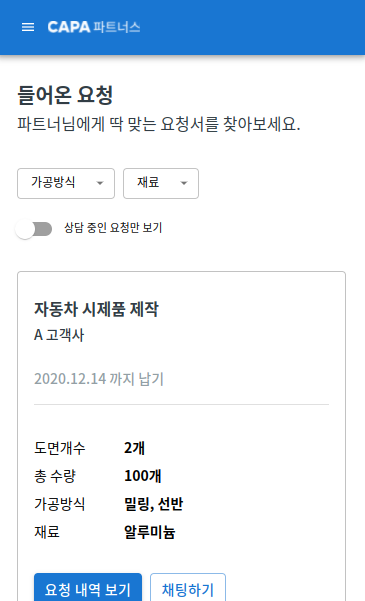 CAPA 파트너스
들어온 요청
파트너님에게 딱 맞는 요청서를 찾아보세요.
가공방식 재료
상담 중인 요청만 보기
자동차 시제품 제작
A 고객사
2020.12.14 까지 납기
도면개수 2개
총 수량 100개
가공방식 밀링, 선반
재료 알루미늄
요청 내역 보기 채팅하기